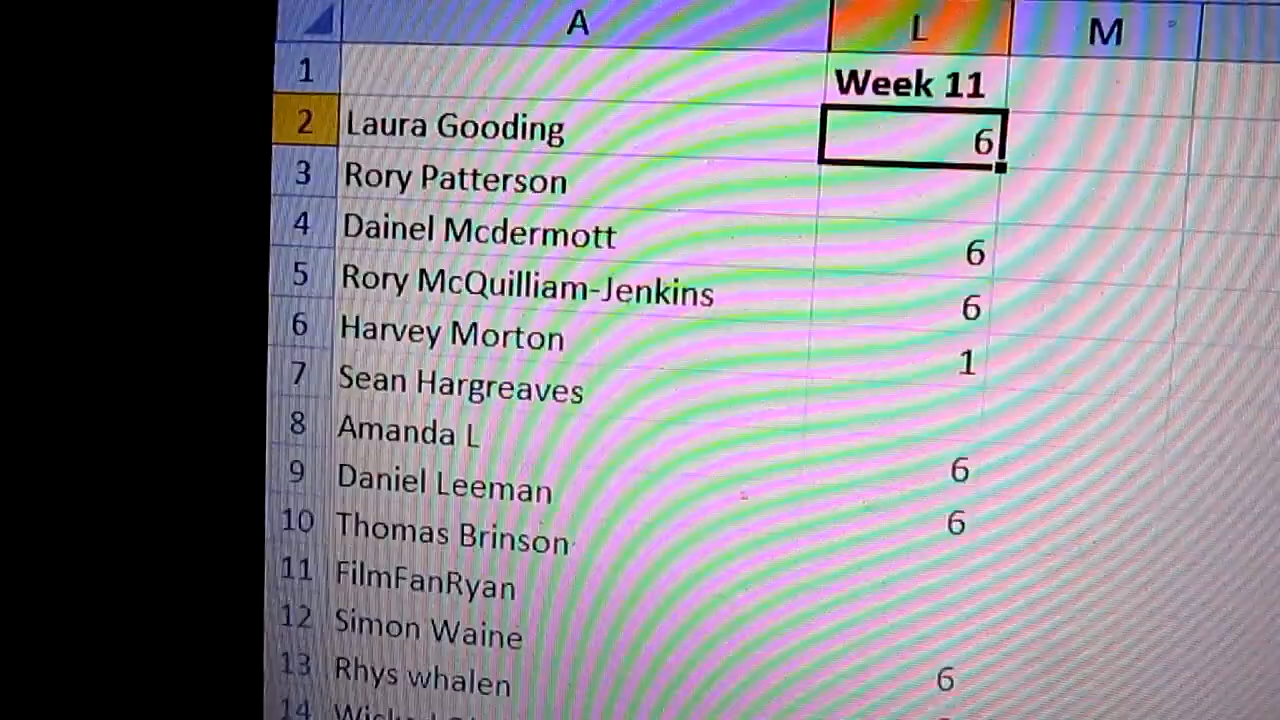 A L M
1 Week 11
2 Laura Gooding 6
3 Rory Patterson
4 Dainel Mcdermott 6
5 Rory McQuilliam-Jenkins 6
6 Harvey Morton 1
7 Sean Hargreaves
8 Amanda L 6
9 Daniel Leeman 6
10 Thomas Brinson
11 FilmFanRyan
12 Simon Waine 6
13 Rhys whalen
14